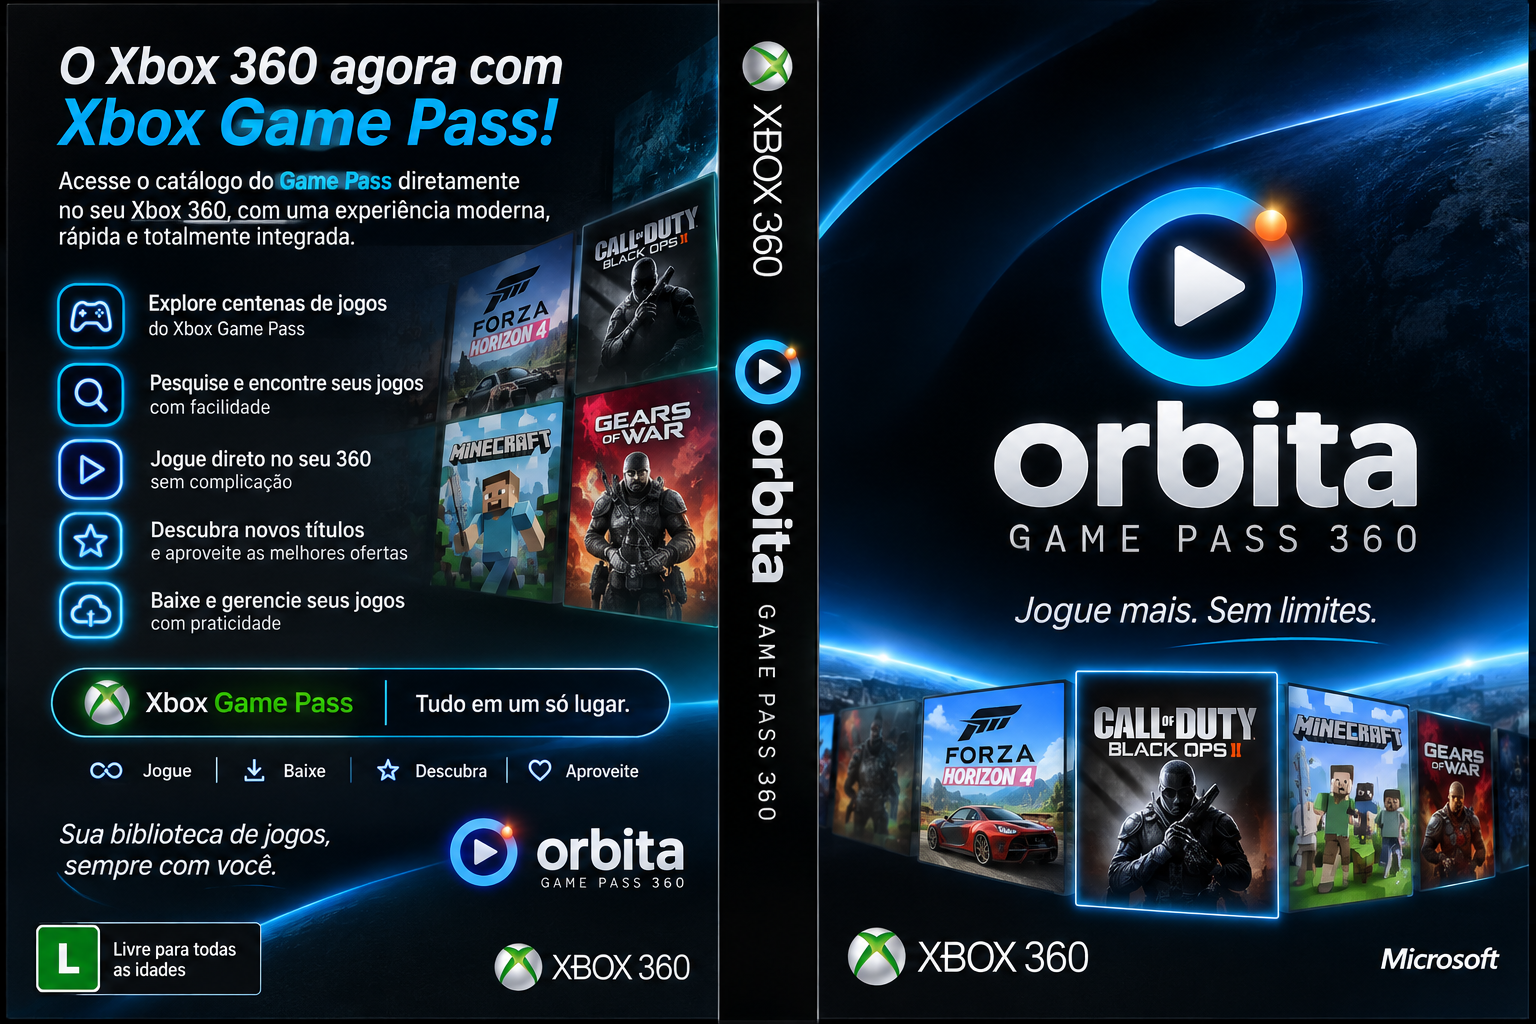 O Xbox 360 agora com
Xbox Game Pass!
Acesse o catálogo do Game Pass diretamente
no seu Xbox 360, com uma experiência moderna,
rápida e totalmente integrada.
Explore centenas de jogos
do Xbox Game Pass
Pesquise e encontre seus jogos
com facilidade
Jogue direto no seu 360
sem complicação
Descubra novos títulos
e aproveite as melhores ofertas
Baixe e gerencie seus jogos
com praticidade
FORZA
HORIZON 4
CALL OF DUTY
BLACK OPS II
MINECRAFT
GEARS
OF WAR
Xbox Game Pass
Tudo em um só lugar.
Jogue
Baixe
Descubra
Aproveite
Sua biblioteca de jogos,
sempre com você.
orbita
GAME PASS 360
L
Livre para todas
as idades
XBOX 360
XBOX 360
orbita
GAME PASS 360
orbita
GAME PASS 360
Jogue mais. Sem limites.
FORZA
HORIZON 4
CALL OF DUTY
BLACK OPS II
MINECRAFT
GEARS
OF WAR
XBOX 360
Microsoft